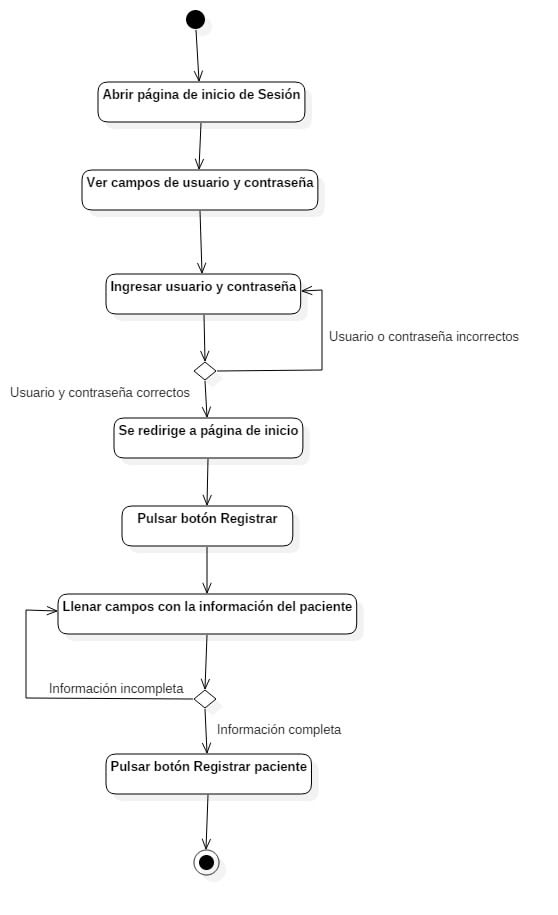 Abrir página de inicio de Sesión
Ver campos de usuario y contraseña
Ingresar usuario y contraseña
Usuario o contraseña incorrectos
Usuario y contraseña correctos
Se redirige a página de inicio
Pulsar botón Registrar
Llenar campos con la información del paciente
Información incompleta
Información completa
Pulsar botón Registrar paciente